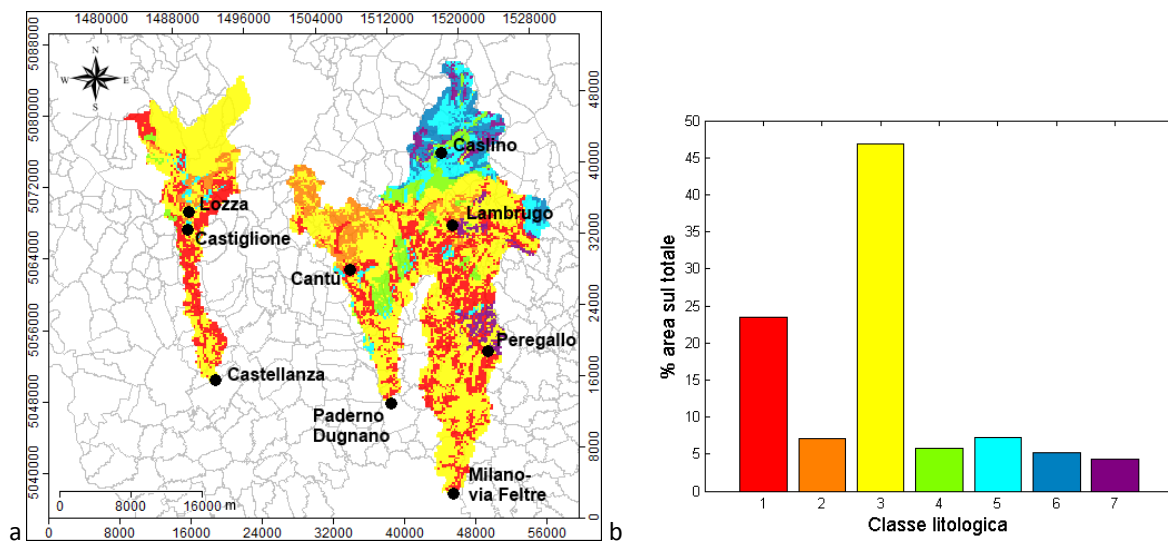 1480000 1488000 1496000 1504000 1512000 1520000 1528000
5088000
5080000
5072000
5064000
5056000
5048000
5040000
48000
40000
32000
24000
16000
8000
0
N
W E
S
Caslino
Lozza
Lambrugo
Castiglione
Cantù
Peregallo
Castellanza
Paderno
Dugnano
Milano-
via Feltre
0 8000 16000 m
0 8000 16000 24000 32000 40000 48000 56000
a
b
50
45
40
35
30
25
20
15
10
5
0
% area sul totale
1 2 3 4 5 6 7
Classe litologica